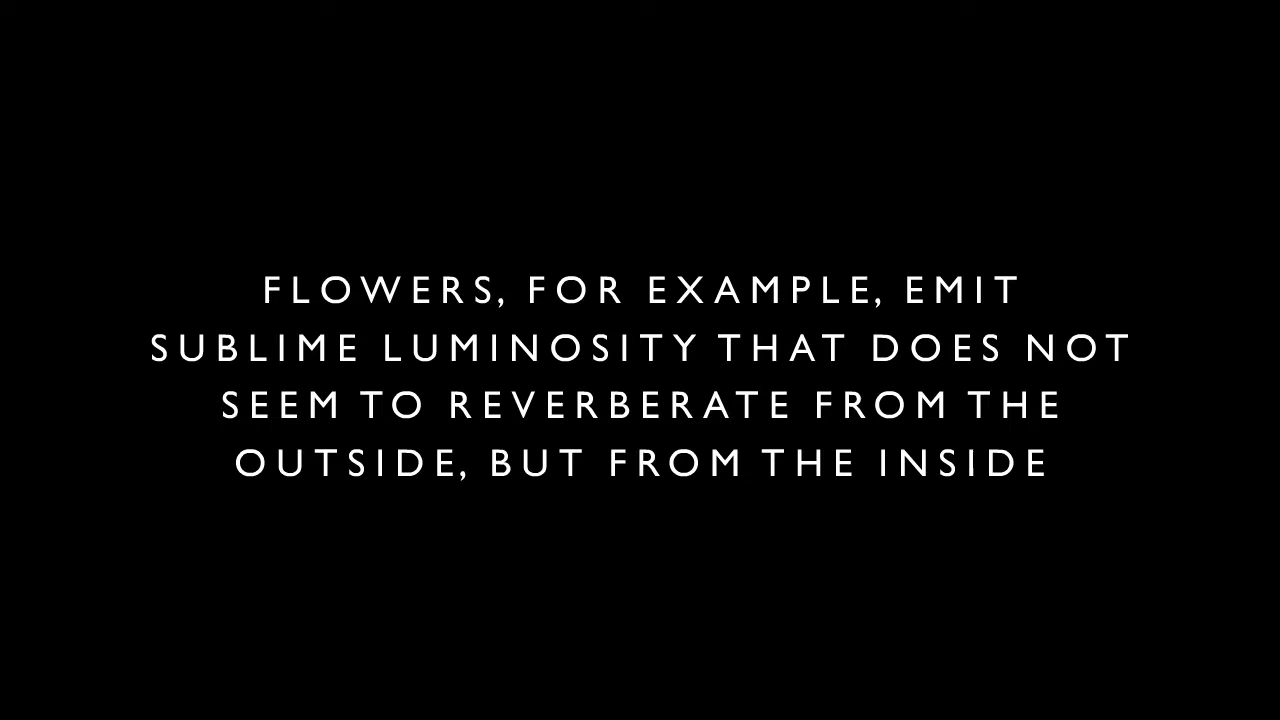 FLOWERS, FOR EXAMPLE, EMIT
SUBLIME LUMINOSITY THAT DOES NOT
SEEM TO REVERBERATE FROM THE
OUTSIDE, BUT FROM THE INSIDE